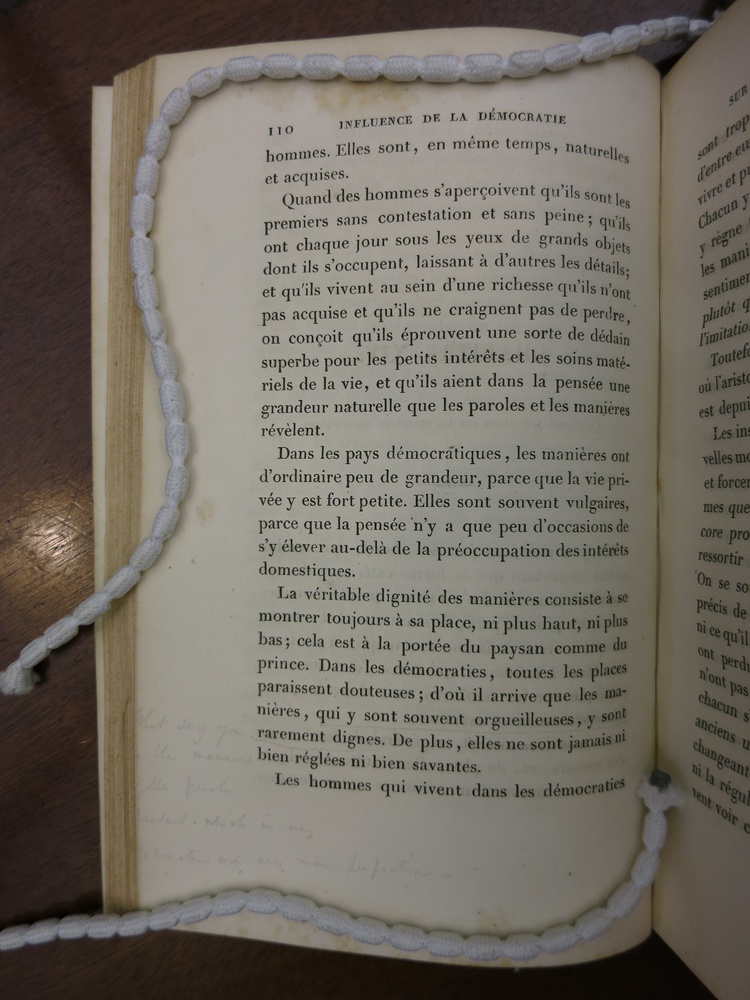 110 INFLUENCE DE LA DÉMOCRATIE
hommes. Elles sont, en même temps, naturelles
et acquises.
Quand des hommes s'aperçoivent qu'ils sont les
premiers sans contestation et sans peine; qu'ils
ont chaque jour sous les yeux de grands objets
dont ils s'occupent, laissant à d'autres les détails;
et qu'ils vivent au sein d'une richesse qu'ils n'ont
pas acquise et qu'ils ne craignent pas de perdre,
on conçoit qu'ils éprouvent une sorte de dédain
superbe pour les petits intérêts et les soins maté-
riels de la vie, et qu'ils aient dans la pensée une
grandeur naturelle que les paroles et les manières
révèlent.
Dans les pays démocratiques, les manières ont
d'ordinaire peu de grandeur, parce que la vie pri-
vée y est fort petite. Elles sont souvent vulgaires,
parce que la pensée n'y a que peu d'occasions de
s'y élever au-delà de la préoccupation des intérêts
domestiques.
La véritable dignité des manières consiste à se
montrer toujours à sa place, ni plus haut, ni plus
bas; cela est à la portée du paysan comme du
prince. Dans les démocraties, toutes les places
paraissent douteuses; d'où il arrive que les ma-
nières, qui y sont souvent orgueilleuses, y sont
rarement dignes. De plus, elles ne sont jamais ni
bien réglées ni bien savantes.
Les hommes qui vivent dans les démocraties
SUR
sont trop
d'entre eu
vivre et pu
Chacun y
y règne
les mani
sentimen
plutôt q
l'imitatio
Toutefo
où l'aristo
est depui
Les ins
velles mo
et forcer
mes que
core pro
ressortir
On se so
précis de
ni ce qu'il
ont perdu
n'ont pas
chacun s'
anciens u
changeant
ni la régul
vent voir c